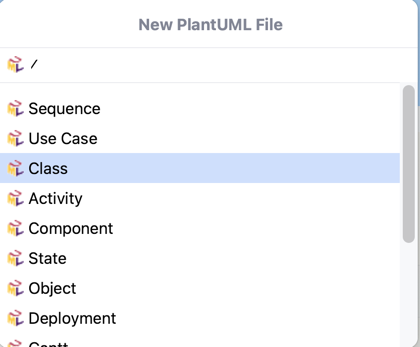 New PlantUML File
/
Sequence
Use Case
Class
Activity
Component
State
Object
Deployment